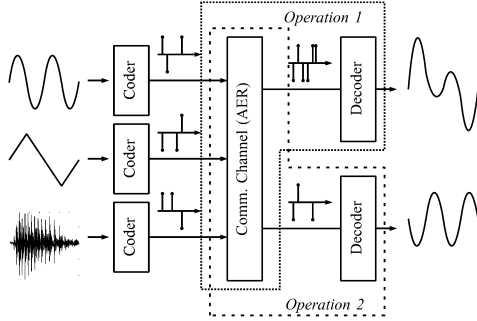 Operation 1
Coder
Coder
Coder
Comm. Channel (AER)
Decoder
Decoder
Operation 2